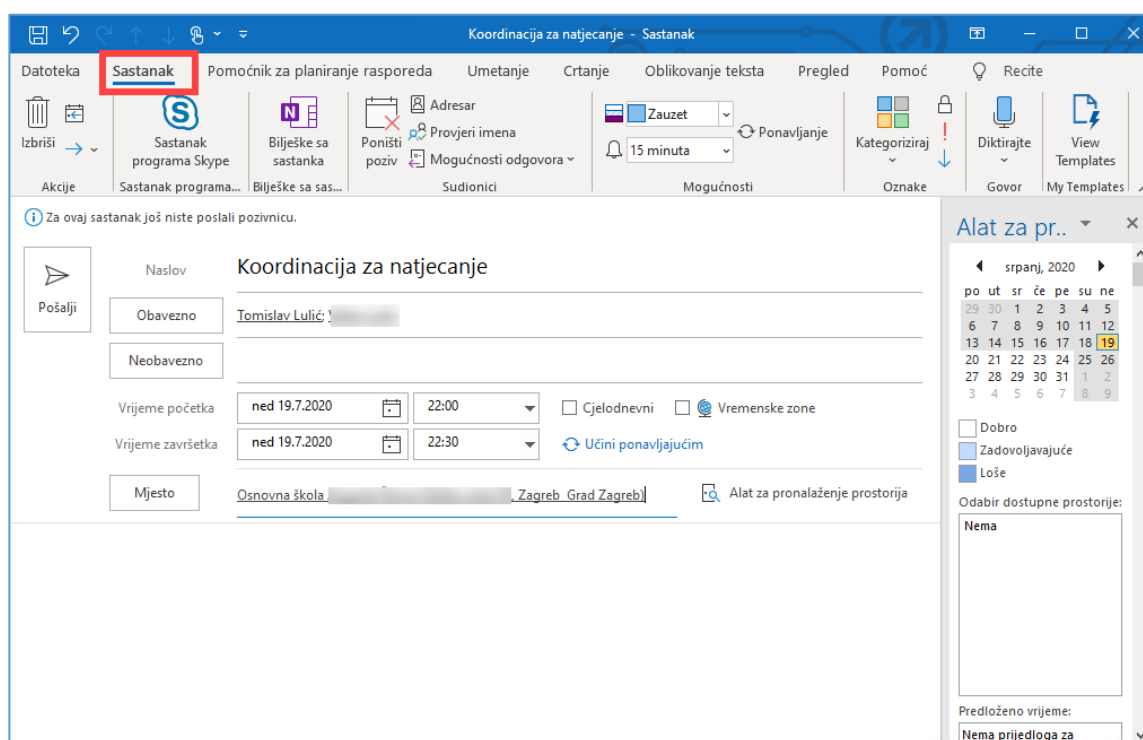 Koordinacija za natjecanje - Sastanak
Datoteka Sastanak Pomoćnik za planiranje rasporeda Umetanje Crtanje Oblikovanje teksta Pregled Pomoć Recite
Izbriši
Sastanak programa Skype
Bilješke sa sastanka
Poništi poziv
Adresar
Provjeri imena
Mogućnosti odgovora
Zauzet
15 minuta
Ponavljanje
Kategoriziraj
Diktirajte
View Templates
Akcije Sastanak programa... Bilješke sa sas... Sudionici Mogućnosti Oznake Govor My Templates
Za ovaj sastanak još niste poslali pozivnicu.
Pošalji
Naslov Koordinacija za natjecanje
Obavezno Tomislav Lulić;
Neobavezno
Vrijeme početka ned 19.7.2020 22:00 Cjelodnevni Vremenske zone
Vrijeme završetka ned 19.7.2020 22:30 Učini ponavljajućim
Mjesto Osnovna škola , Zagreb Grad Zagreb) Alat za pronalaženje prostorija
Alat za pr..
srpanj, 2020
po ut sr če pe su ne
29 30 1 2 3 4 5
6 7 8 9 10 11 12
13 14 15 16 17 18 19
20 21 22 23 24 25 26
27 28 29 30 31 1 2
3 4 5 6 7 8 9
Dobro
Zadovoljavajuće
Loše
Odabir dostupne prostorije:
Nema
Predloženo vrijeme:
Nema prijedloga za